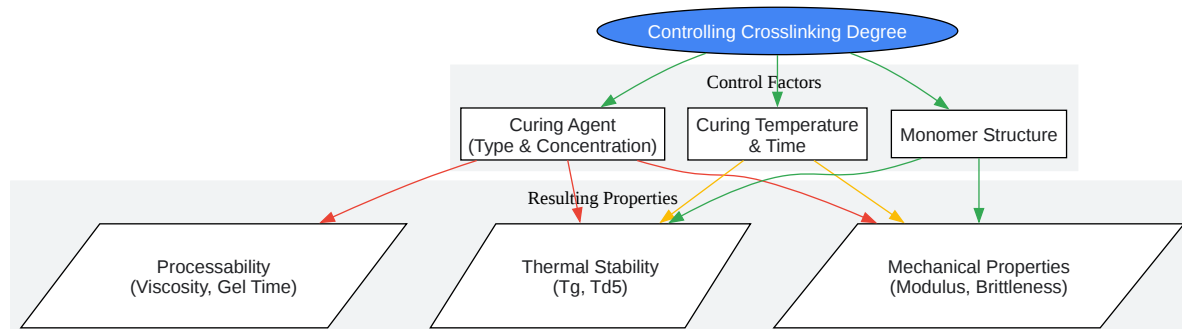 Controlling Crosslinking Degree
Control Factors
Curing Agent
(Type & Concentration)
Curing Temperature
& Time
Monomer Structure
Resulting Properties
Processability
(Viscosity, Gel Time)
Thermal Stability
(Tg, Td5)
Mechanical Properties
(Modulus, Brittleness)